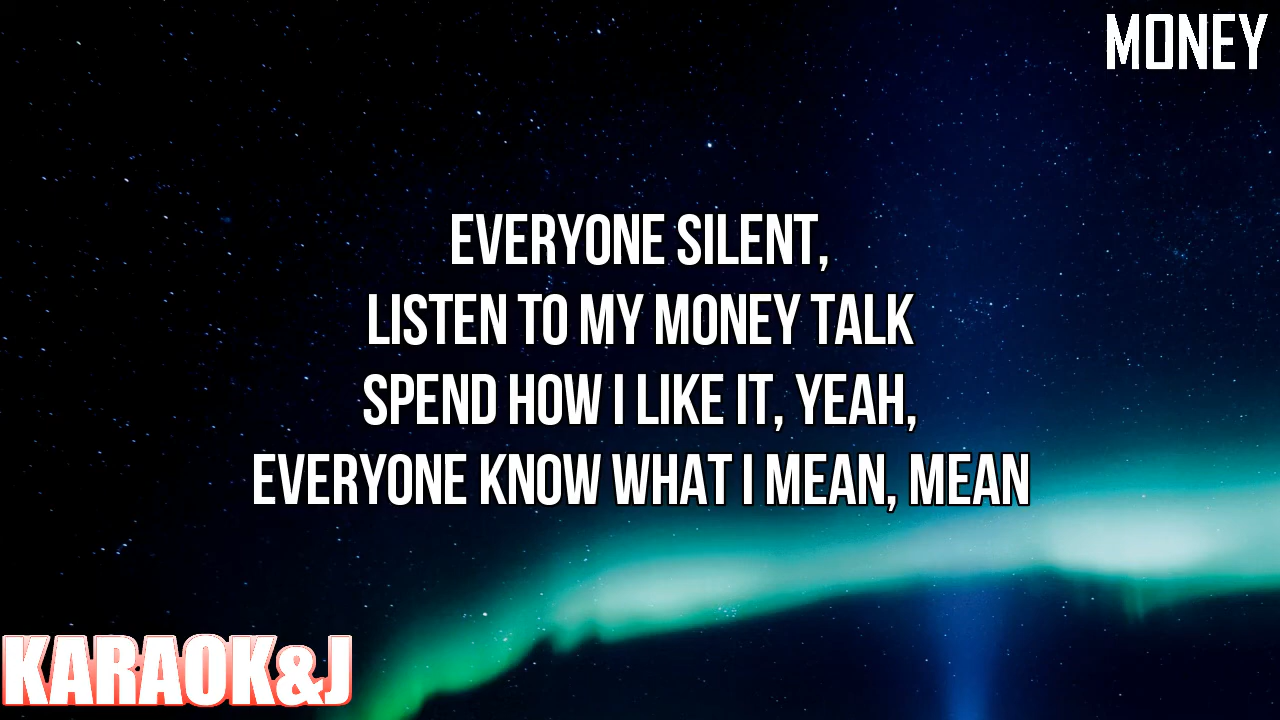 MONEY
EVERYONE SILENT,
LISTEN TO MY MONEY TALK
SPEND HOW I LIKE IT, YEAH,
EVERYONE KNOW WHAT I MEAN, MEAN
KARAOK&J